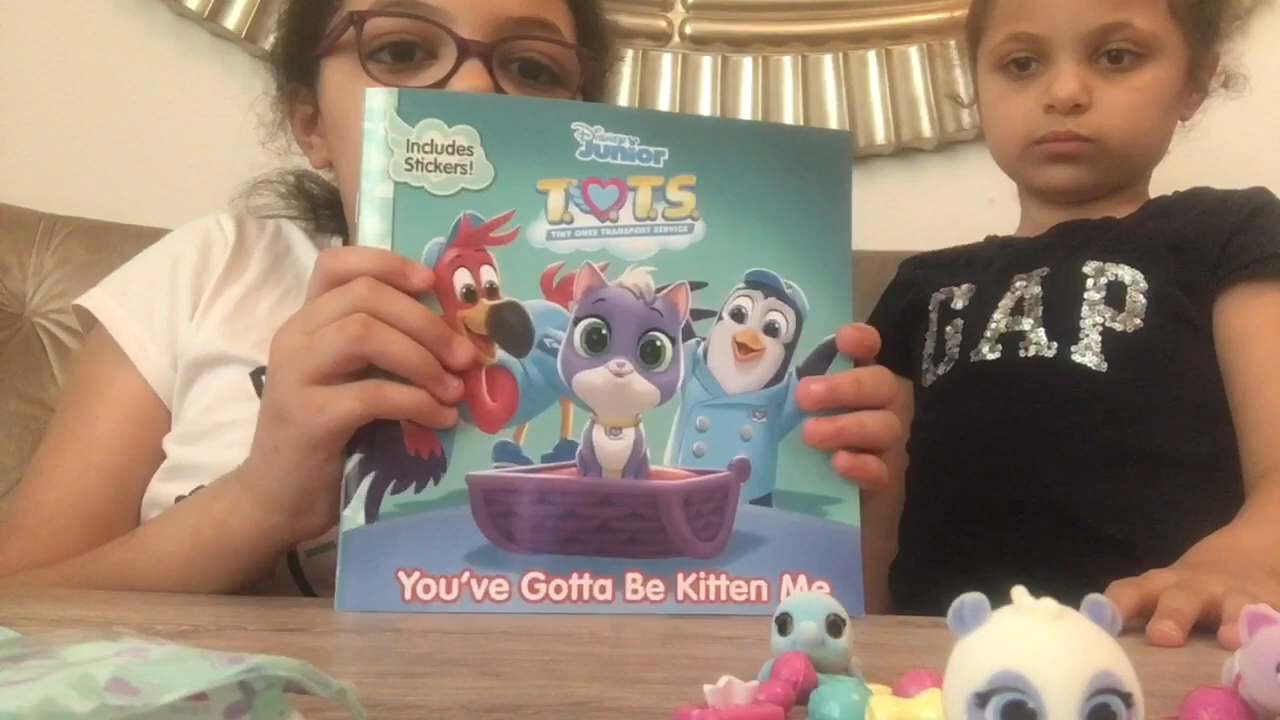 Includes
Stickers!
Disney
Junior
T.O.T.S.
TINY ONES TRANSPORT SERVICE
You've Gotta Be Kitten Me
GAP